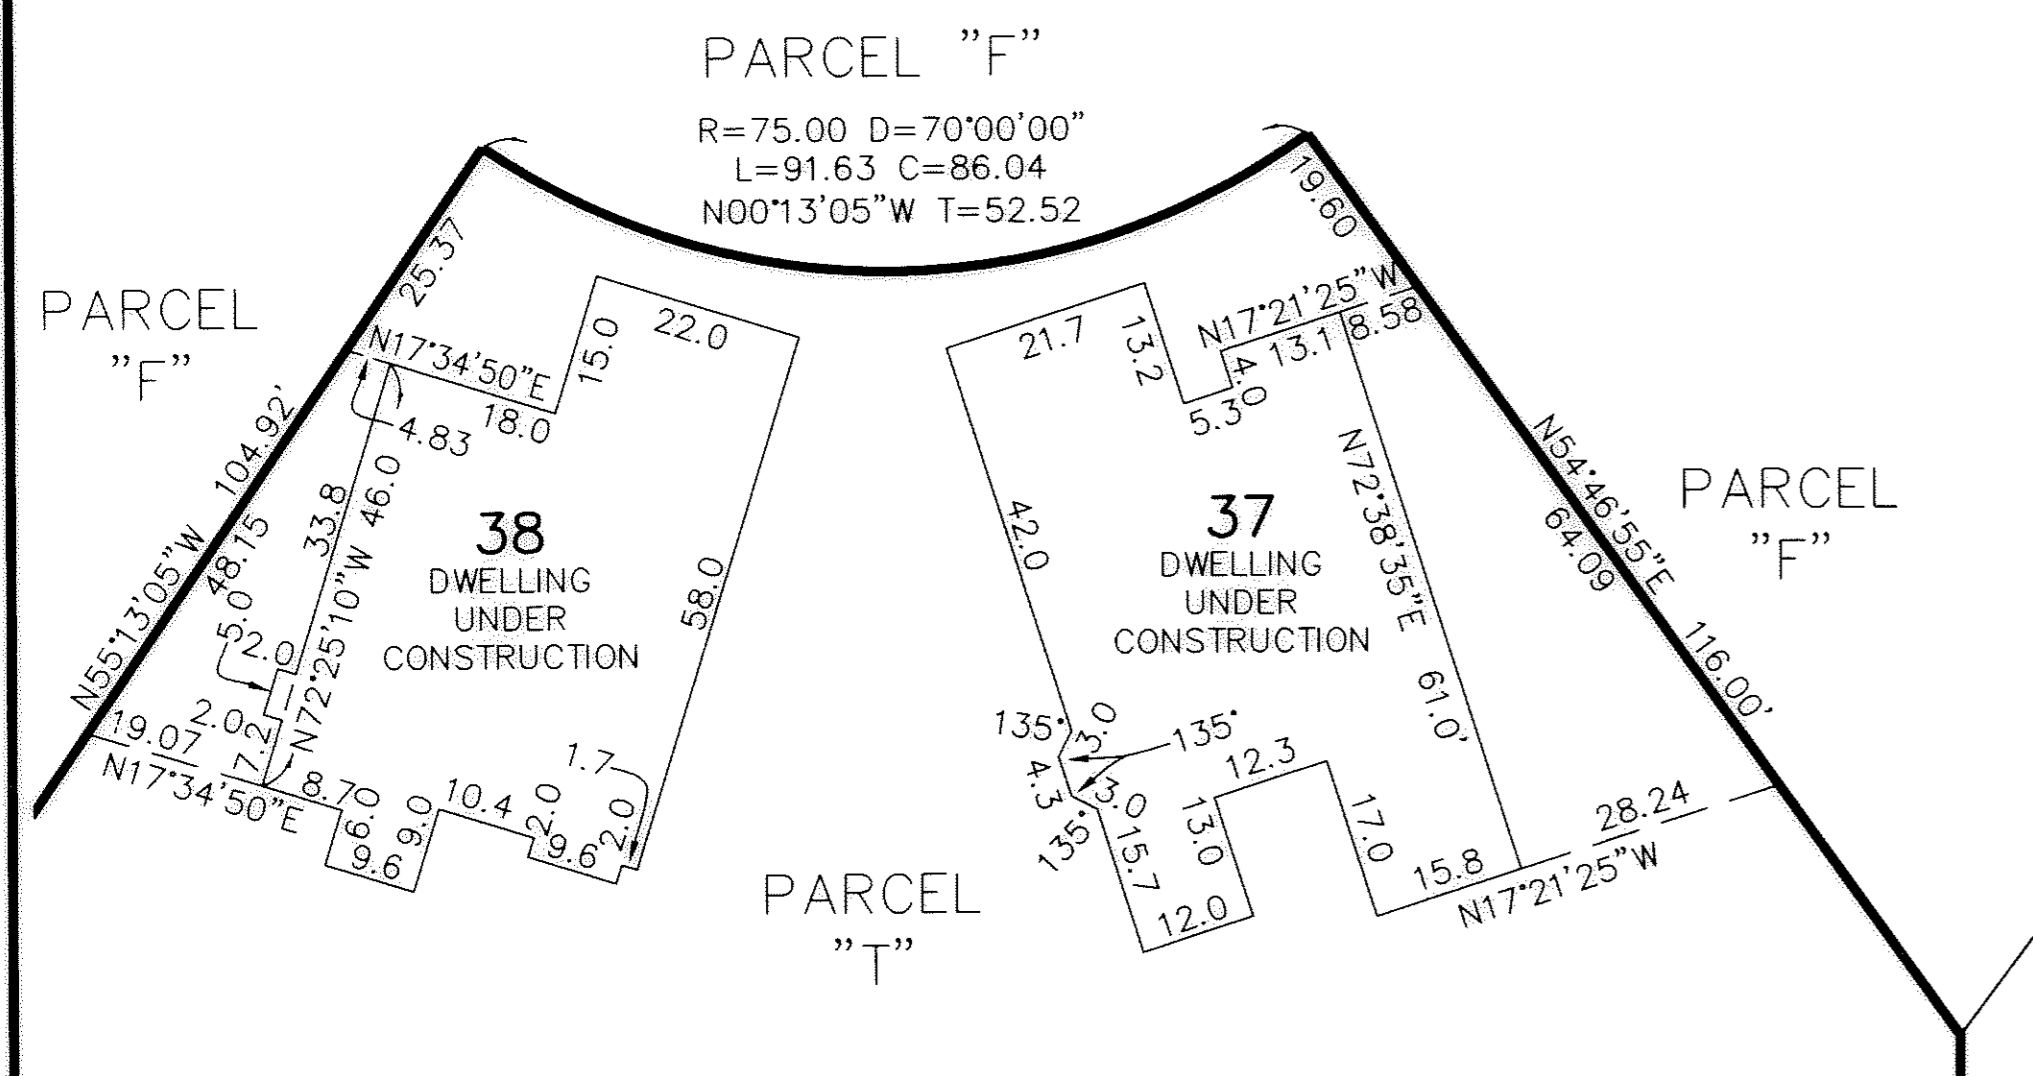 PARCEL "F"
R=75.00 D=70°00'00"
L=91.63 C=86.04
N00°13'05"W T=52.52
PARCEL
"F"
25.37
N17°34'50"E
15.0
22.0
18.0
4.83
104.92'
N55°13'05"W
48.15
33.8
46.0
N72°25'10"W
5.0
2.0
2.0
7.2
19.07
N17°34'50"E
38
DWELLING
UNDER
CONSTRUCTION
58.0
8.7
6.0
9.6
9.0
10.4
2.0
9.6
2.0
1.7
PARCEL
"T"
19.60
N17°21'25"W
8.58
13.1
4.0
5.3
13.2
21.7
42.0
37
DWELLING
UNDER
CONSTRUCTION
N72°38'35"E
61.0'
N54°46'55"E
64.09
116.00'
PARCEL
"F"
135°
3.0
135°
4.3
3.0
135°
15.7
12.0
13.0
12.3
17.0
15.8
28.24
N17°21'25"W